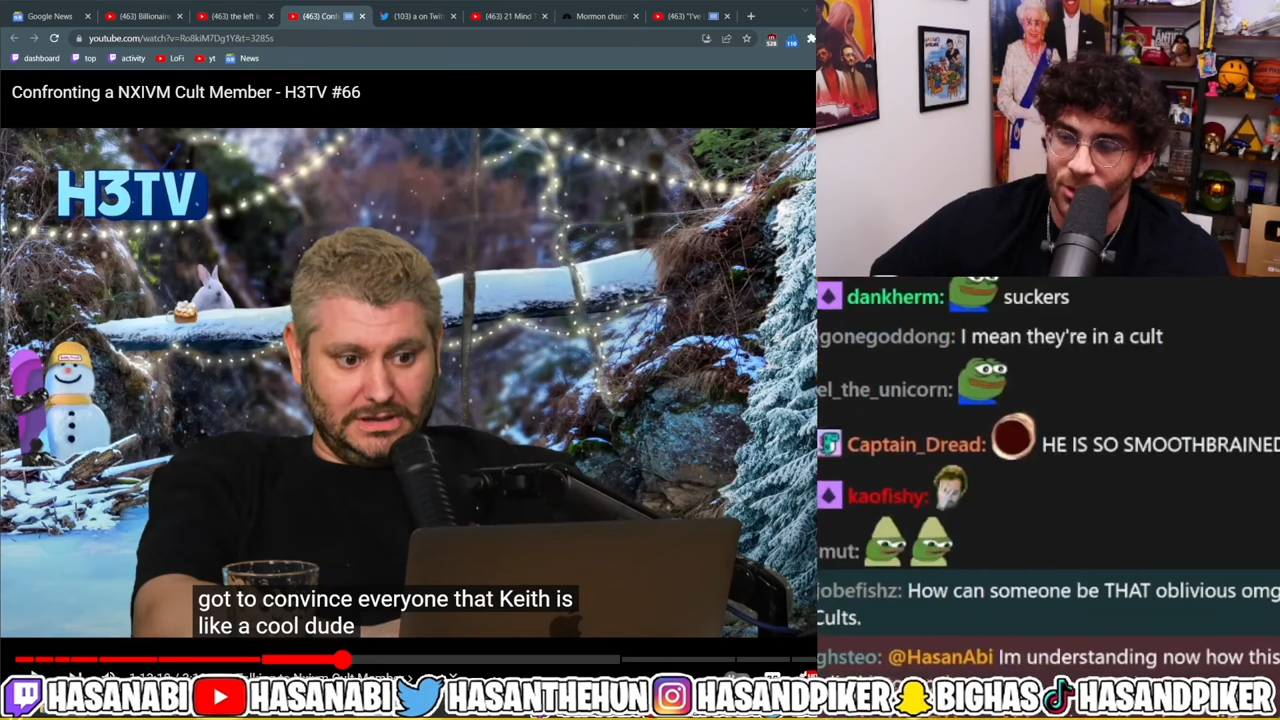 Google News
(463) Billionaire
(463) the left is
(463) Conf
(103) a on Twi
(463) 21 Mind
Mormon churc
(463) "I've
youtube.com/watch?v=Ro8kiM7Dg1Y&t=3285s
528
110
dashboard
top
activity
LoFi
yt
News
Confronting a NXIVM Cult Member - H3TV #66
H3TV
got to convince everyone that Keith is
like a cool dude
dankherm: suckers
gonegoddong: I mean they're in a cult
el_the_unicorn:
Captain_Dread: HE IS SO SMOOTHBRAINED
kaofishy:
mut:
jobefishz: How can someone be THAT oblivious omg
Cults.
ghsteo: @HasanAbi Im understanding now how this
HASANABI
HASANABI
HASANTHEHUN
HASANDPIKER
BIGHAS
HASANDPIKER